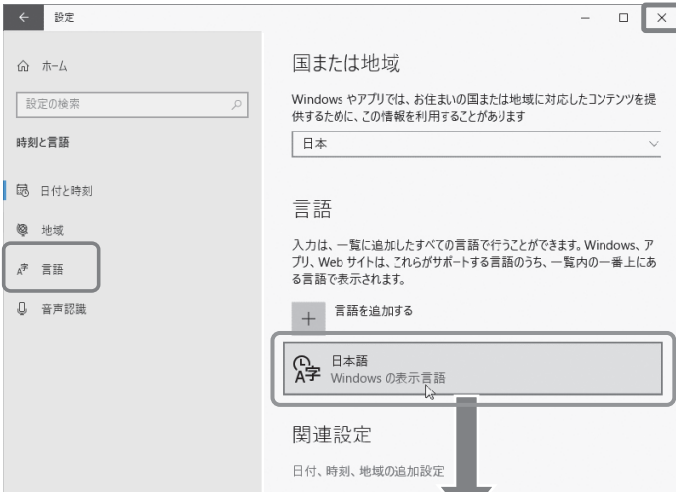 設定
ホーム
設定の検索
時刻と言語
日付と時刻
地域
言語
音声認識
国または地域
Windows やアプリでは、お住まいの国または地域に対応したコンテンツを提
供するために、この情報を利用することがあります
日本
言語
入力は、一覧に追加したすべての言語で行うことができます。Windows、ア
プリ、Web サイトは、これらがサポートする言語のうち、一覧内の一番上にあ
る言語で表示されます。
言語を追加する
日本語
Windows の表示言語
関連設定
日付、時刻、地域の追加設定